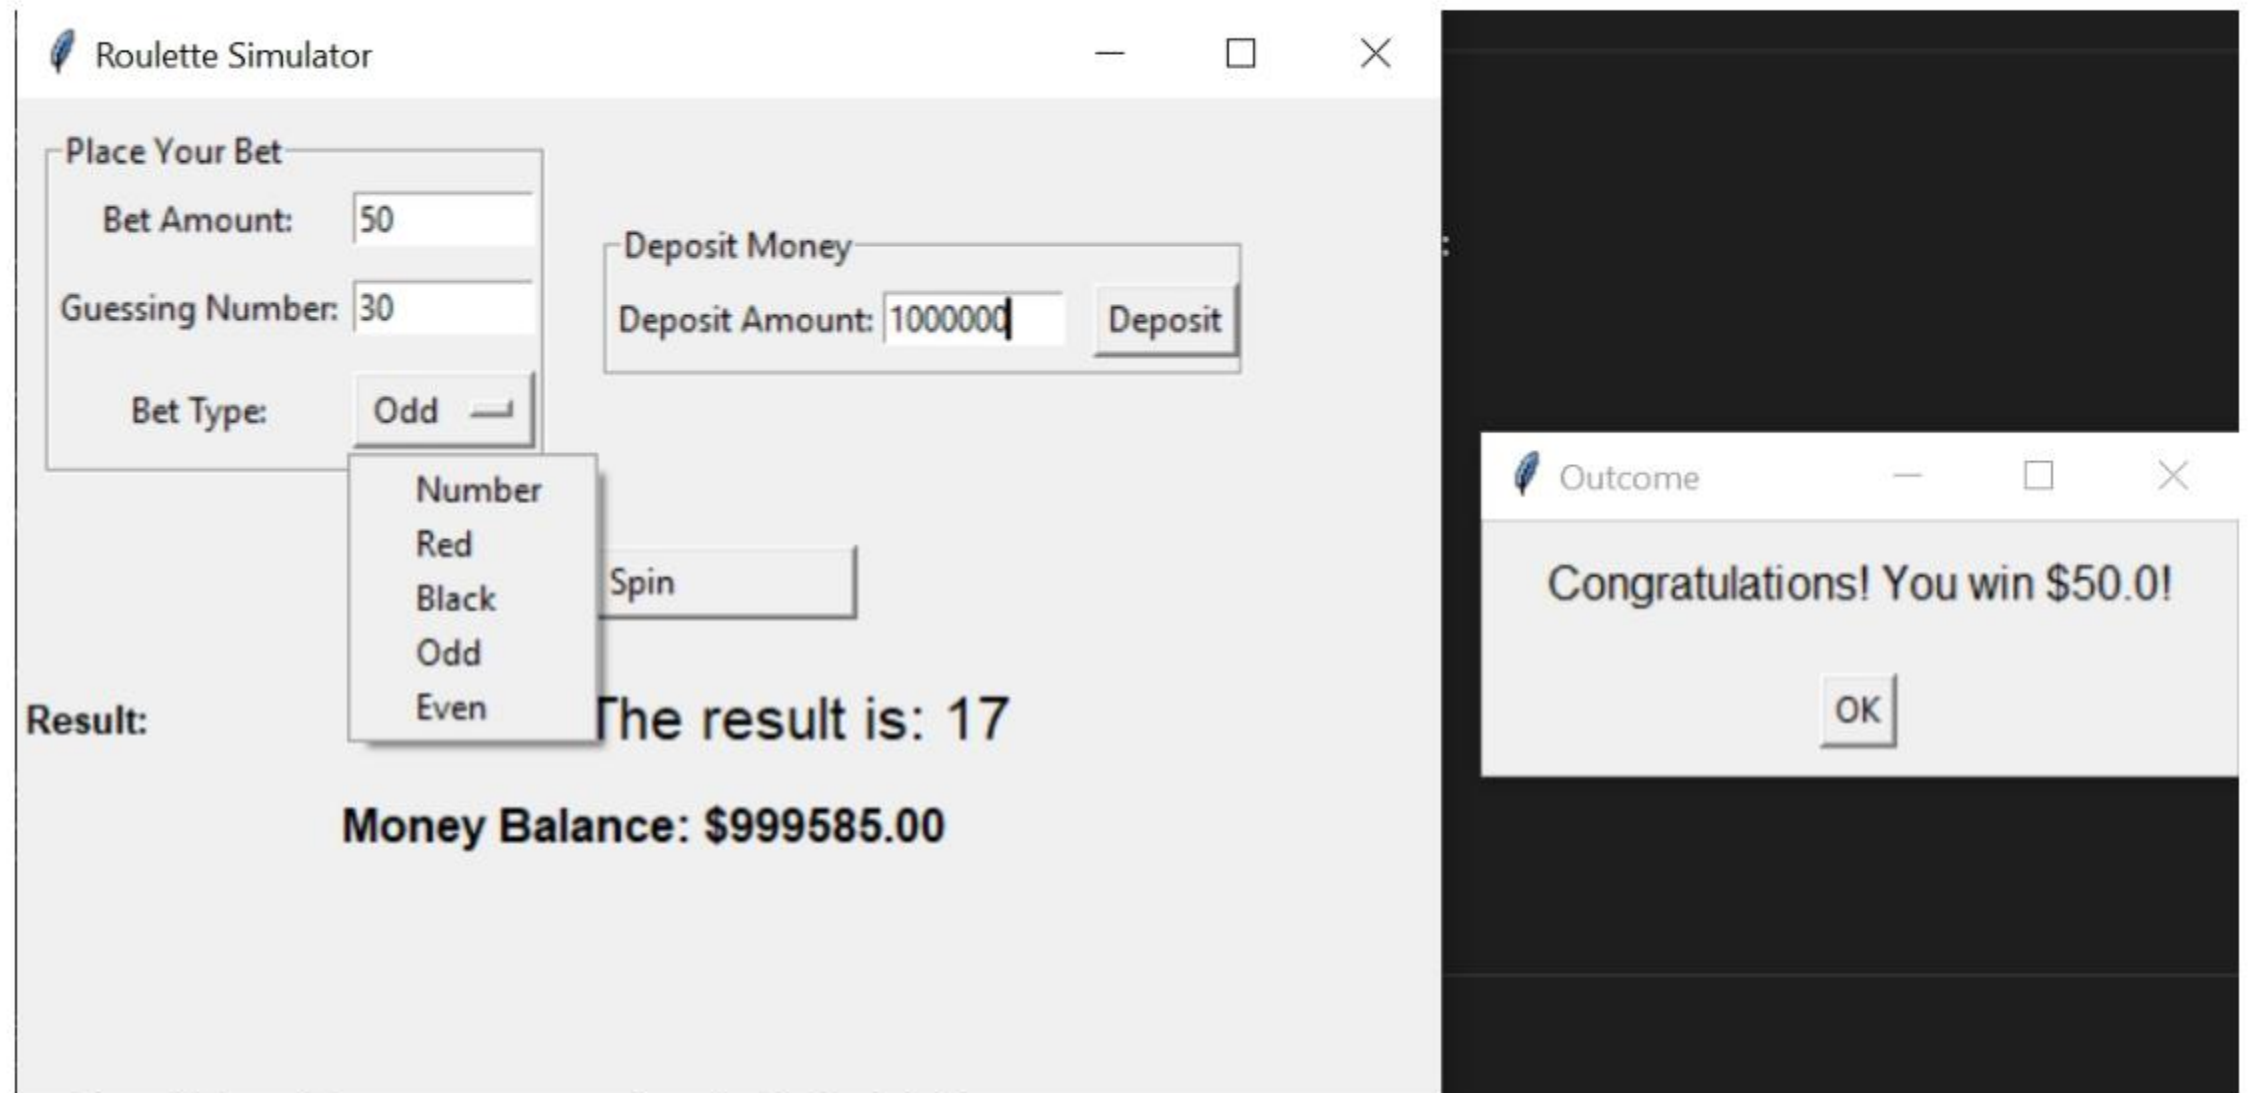 Roulette Simulator
Place Your Bet
Bet Amount: 50
Guessing Number: 30
Bet Type: Odd
Number
Red
Black
Odd
Even
Deposit Money
Deposit Amount: 1000000 Deposit
Spin
Result: The result is: 17
Money Balance: $999585.00
:
Outcome
Congratulations! You win $50.0!
OK